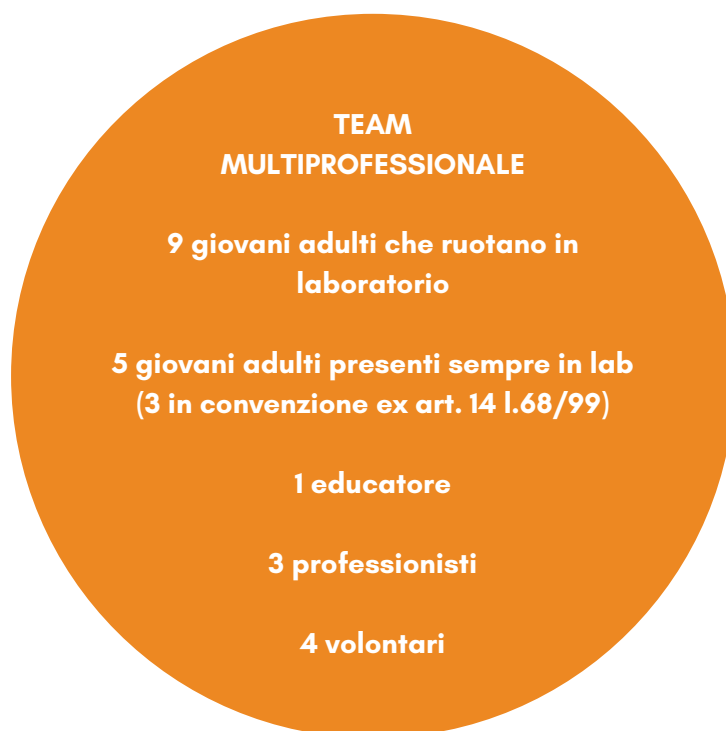 TEAM
MULTIPROFESSIONALE
9 giovani adulti che ruotano in
laboratorio
5 giovani adulti presenti sempre in lab
(3 in convenzione ex art. 14 l.68/99)
1 educatore
3 professionisti
4 volontari